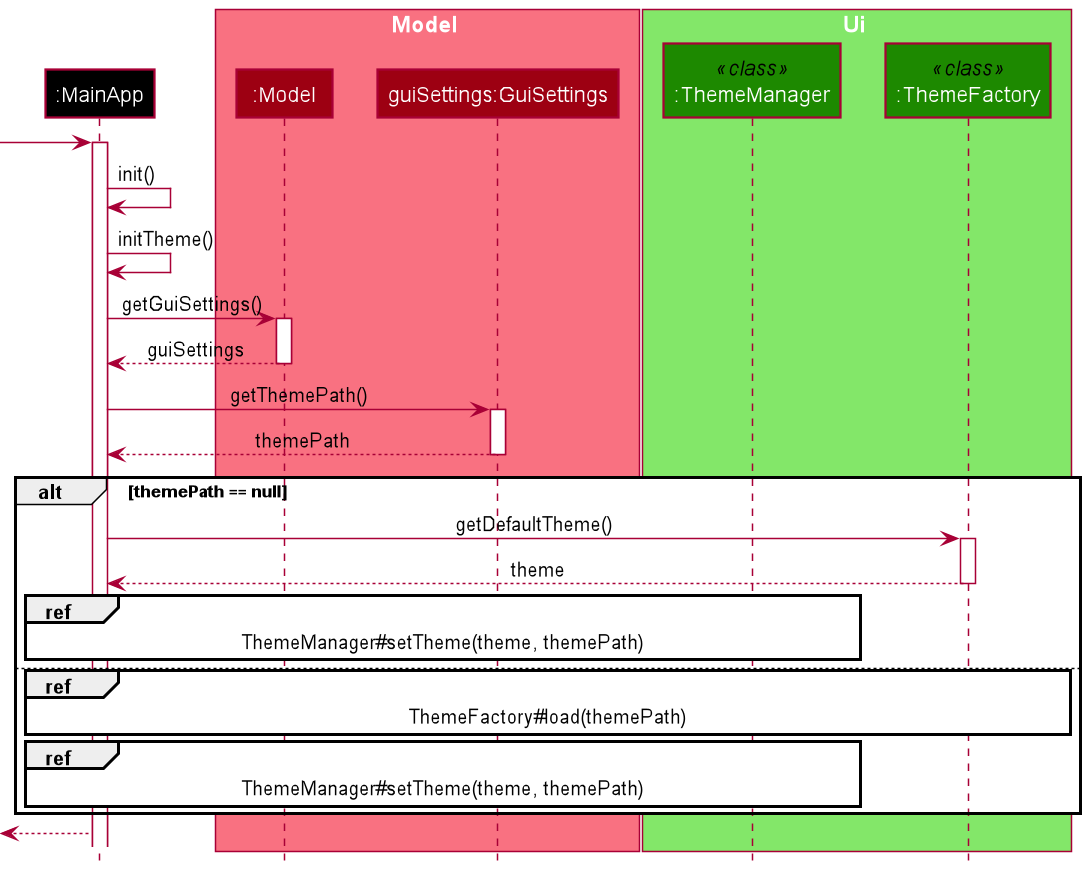 Model
Ui
:MainApp
:Model
guiSettings:GuiSettings
«class»
:ThemeManager
«class»
:ThemeFactory
init()
initTheme()
getGuiSettings()
guiSettings
getThemePath()
themePath
alt
[themePath == null]
getDefaultTheme()
theme
ref
ThemeManager#setTheme(theme, themePath)
ref
ThemeFactory#load(themePath)
ref
ThemeManager#setTheme(theme, themePath)